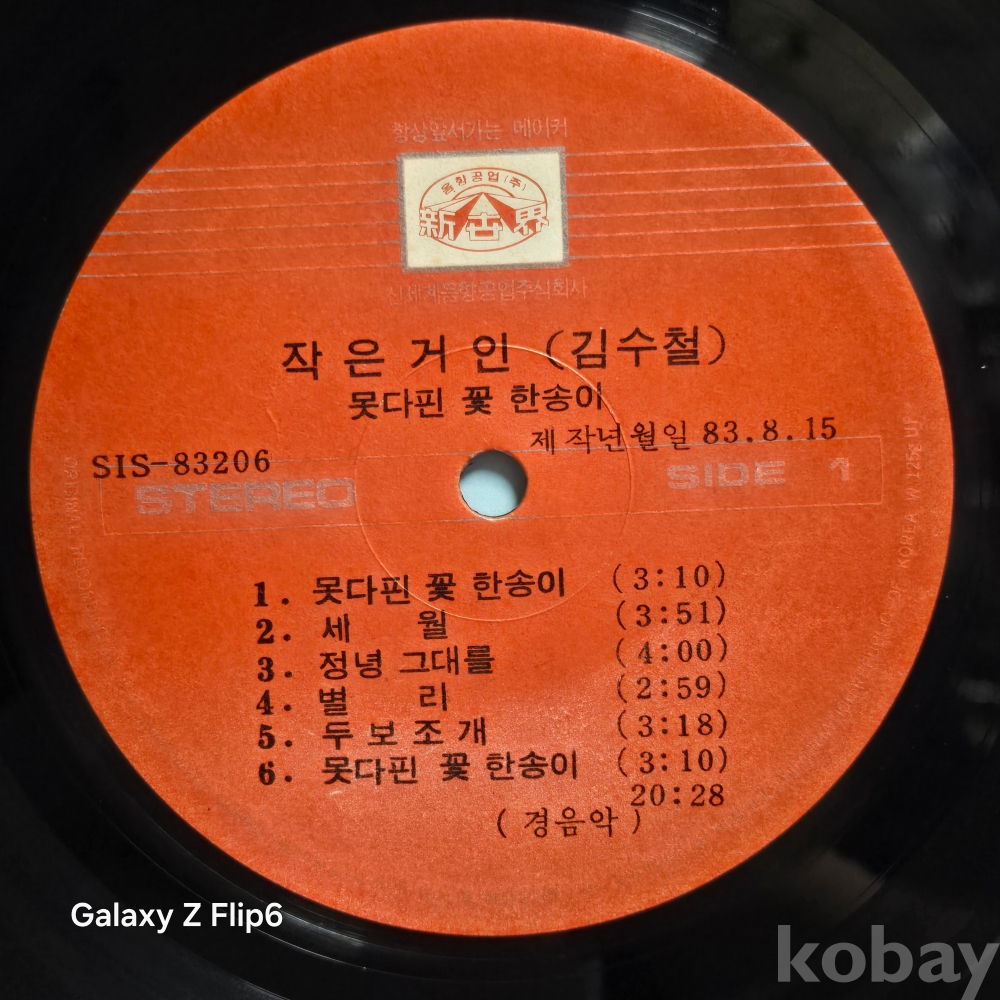 항상앞서가는 메이커
음향공업(주)
新世界
신세계음향공업주식회사
작은거인 (김수철)
못다핀 꽃 한송이
제작년월일 83.8.15
SIS-83206
STEREO
SIDE 1
1. 못다핀 꽃 한송이 (3:10)
2. 세 월 (3:51)
3. 정녕 그대를 (4:00)
4. 별 리 (2:59)
5. 두보조개 (3:18)
6. 못다핀 꽃 한송이 (3:10)
20:28
(경음악)
Galaxy Z Flip6
kobay